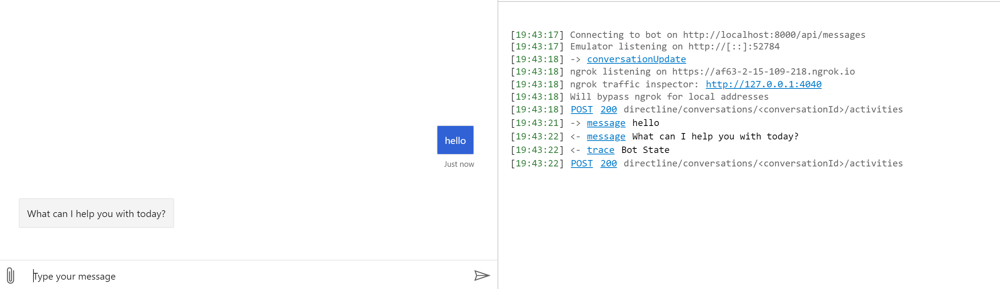 hello
Just now
What can I help you with today?
Type your message
[19:43:17] Connecting to bot on http://localhost:8000/api/messages
[19:43:17] Emulator listening on http://[::]:52784
[19:43:18] -> conversationUpdate
[19:43:18] ngrok listening on https://af63-2-15-109-218.ngrok.io
[19:43:18] ngrok traffic inspector: http://127.0.0.1:4040
[19:43:18] Will bypass ngrok for local addresses
[19:43:18] POST 200 directline/conversations/<conversationId>/activities
[19:43:21] -> message hello
[19:43:22] <- message What can I help you with today?
[19:43:22] <- trace Bot State
[19:43:22] POST 200 directline/conversations/<conversationId>/activities